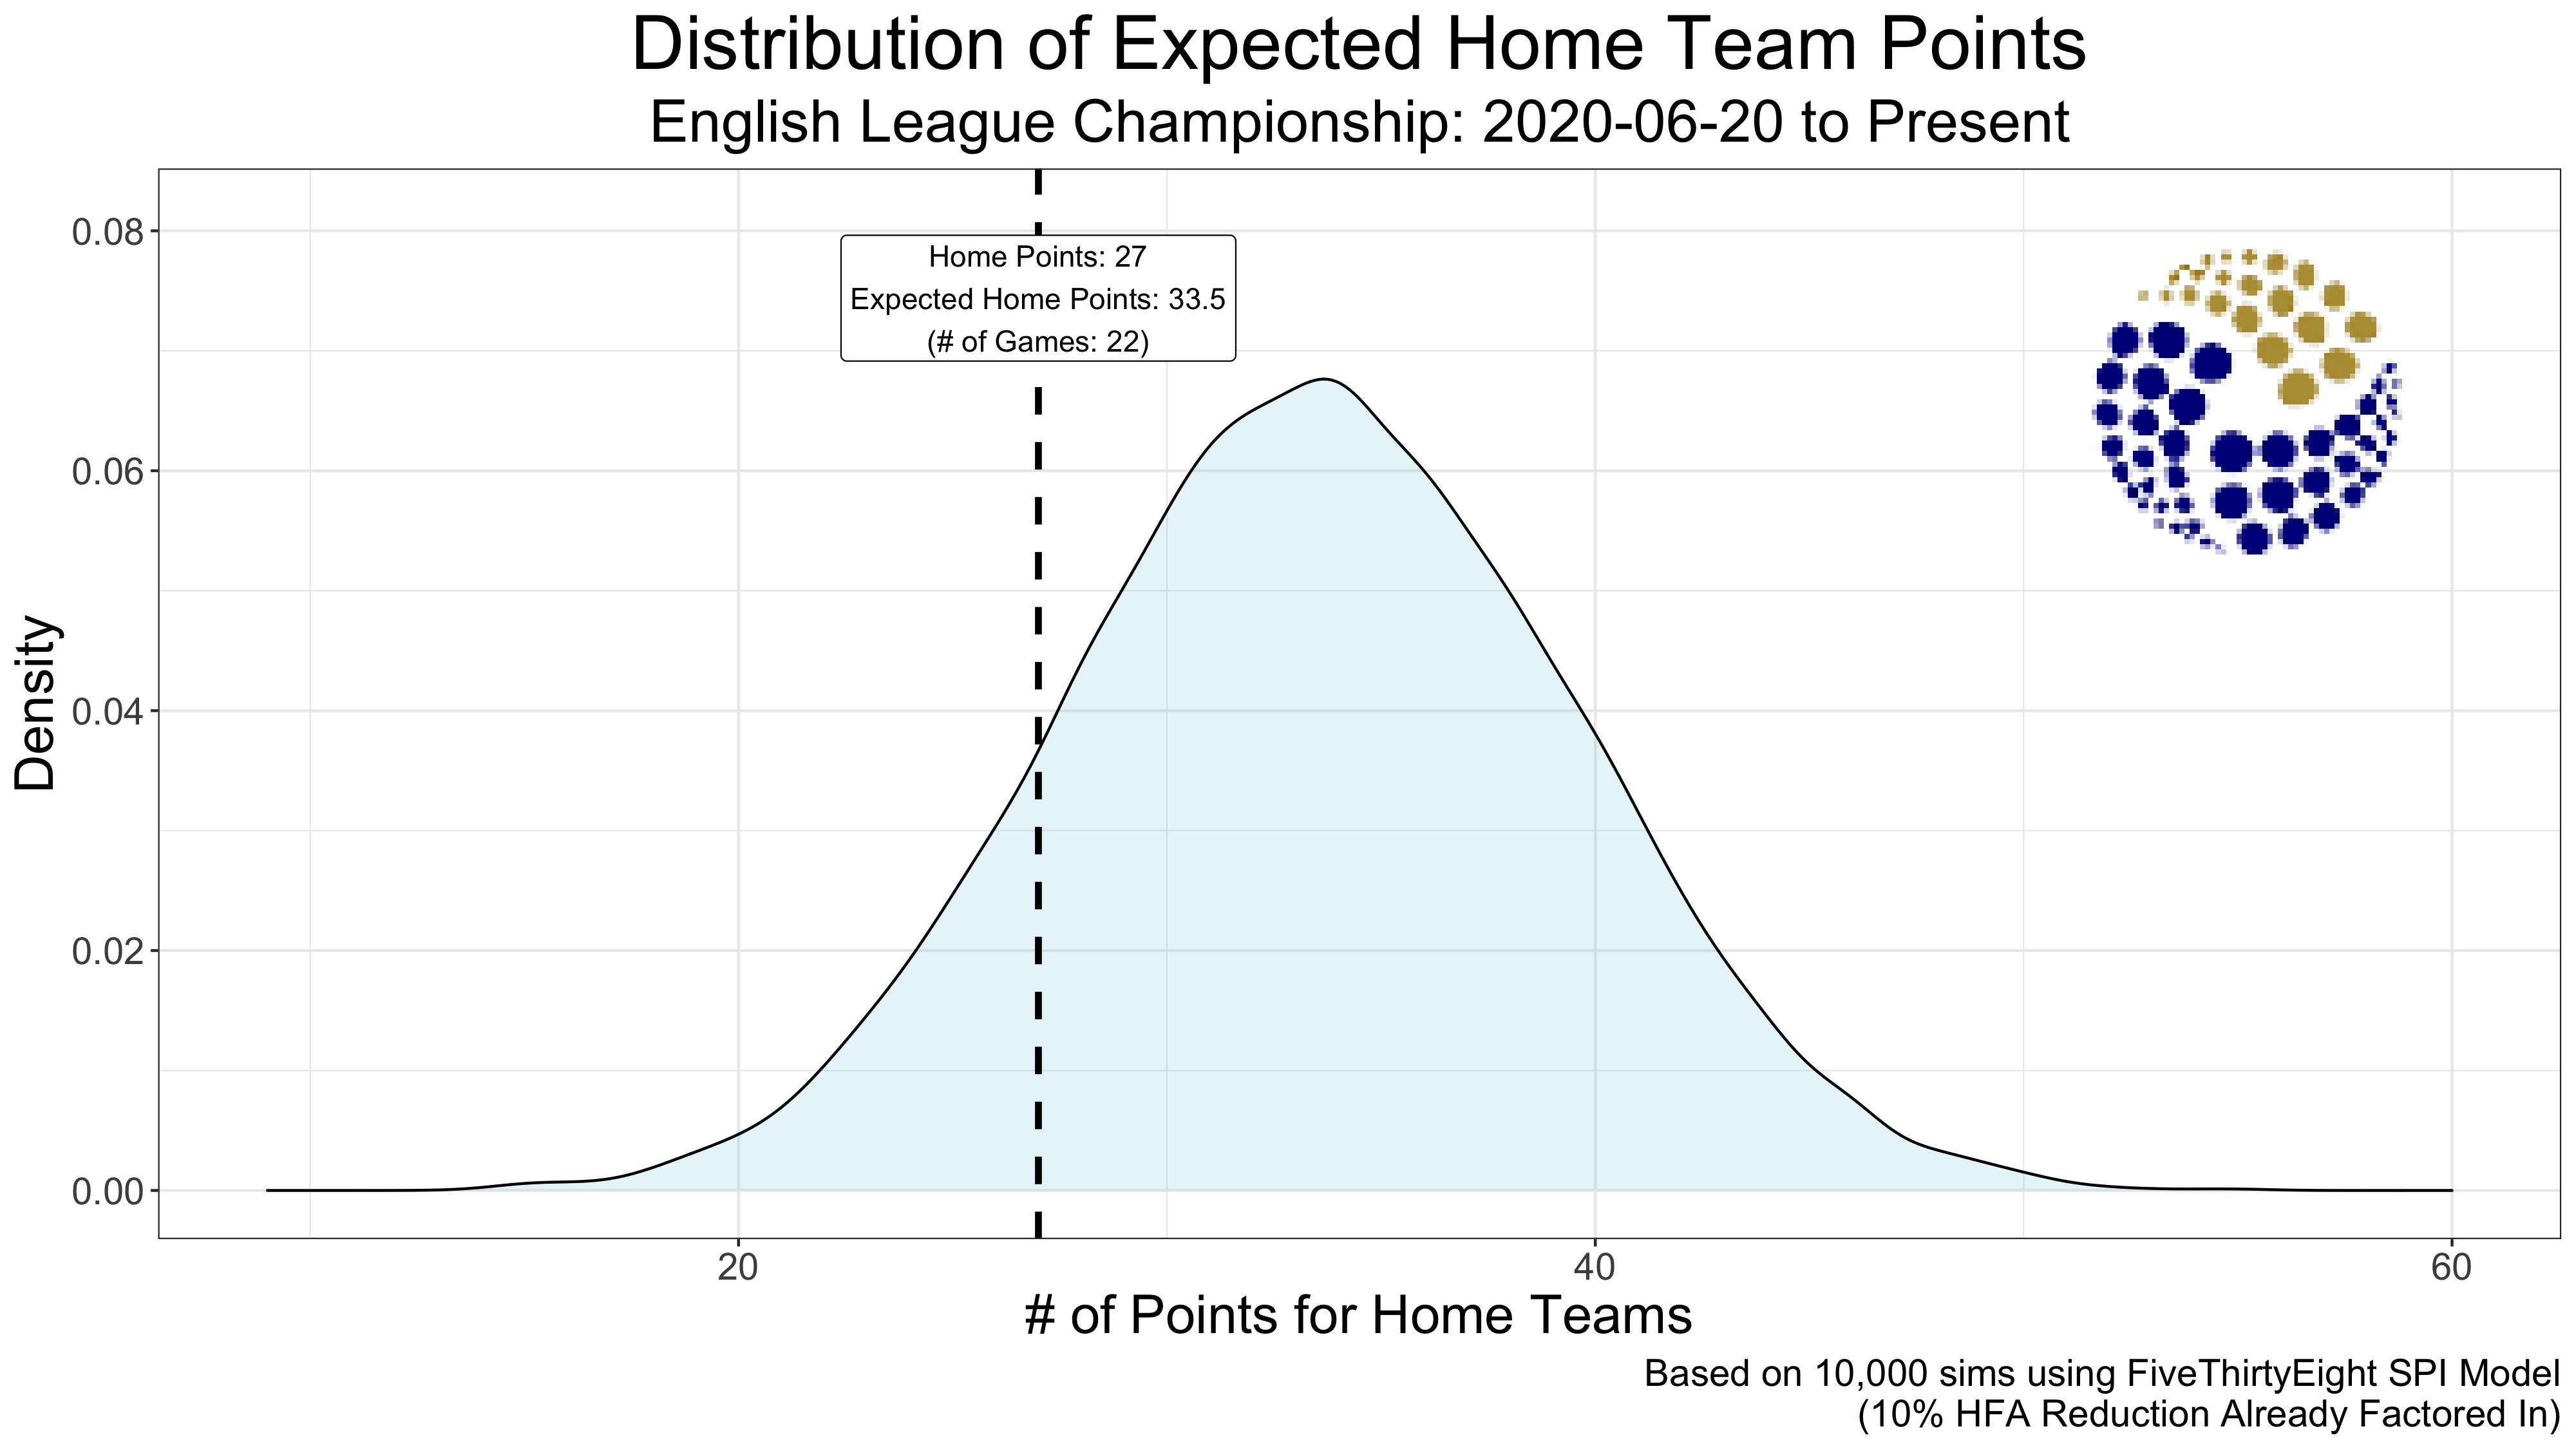 Distribution of Expected Home Team Points
English League Championship: 2020-06-20 to Present
Home Points: 27
Expected Home Points: 33.5
(# of Games: 22)
0.08
0.06
0.04
0.02
0.00
Density
20
40
60
# of Points for Home Teams
Based on 10,000 sims using FiveThirtyEight SPI Model
(10% HFA Reduction Already Factored In)